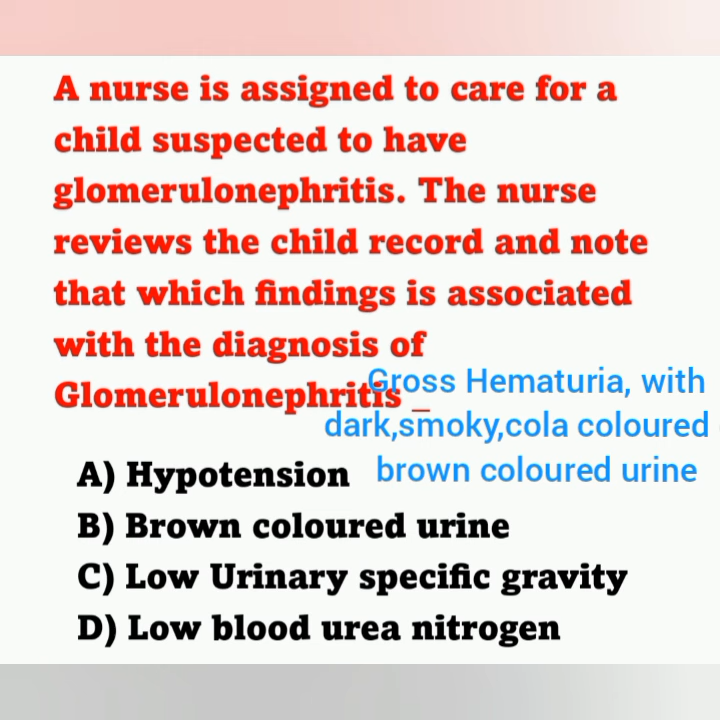 A nurse is assigned to care for a
child suspected to have
glomerulonephritis. The nurse
reviews the child record and note
that which findings is associated
with the diagnosis of
Glomerulonephritis _
Gross Hematuria, with
dark,smoky,cola coloured
brown coloured urine
A) Hypotension
B) Brown coloured urine
C) Low Urinary specific gravity
D) Low blood urea nitrogen